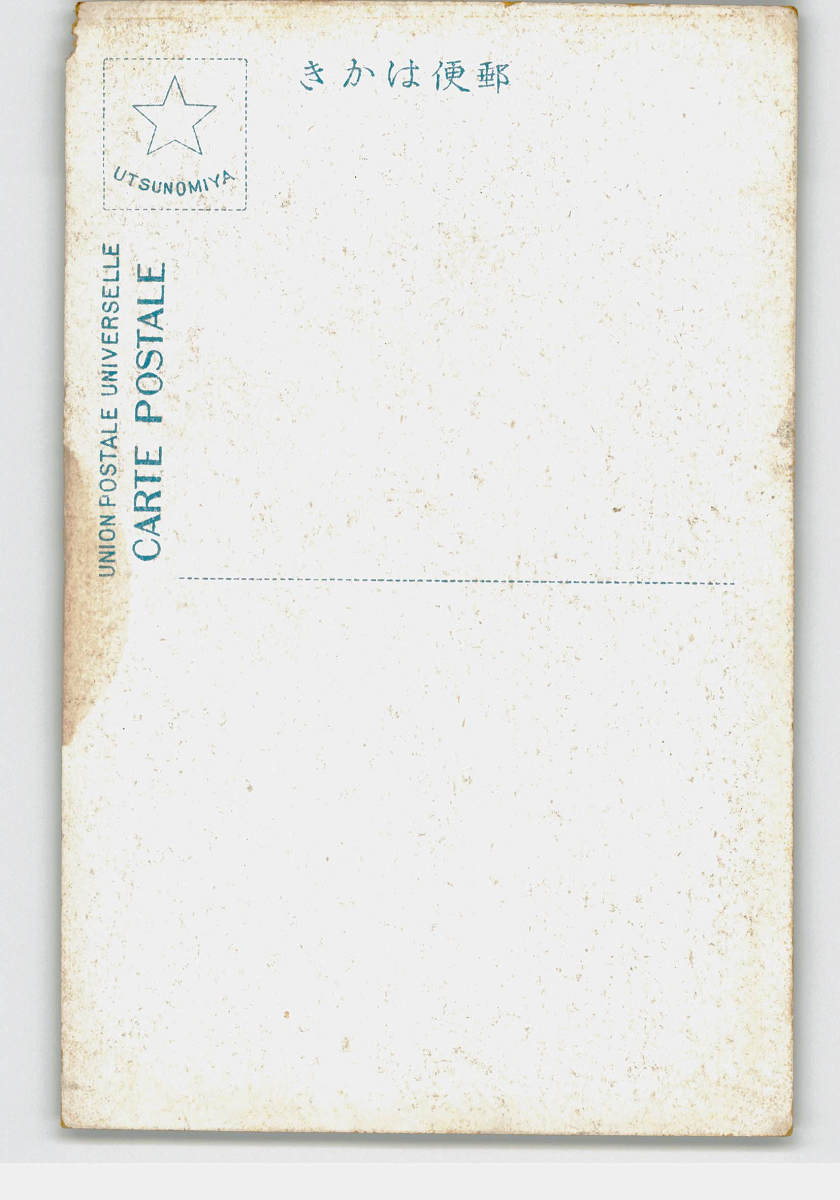 郵便はかき
UTSUNOMIYA
UNION POSTALE UNIVERSELLE
CARTE POSTALE